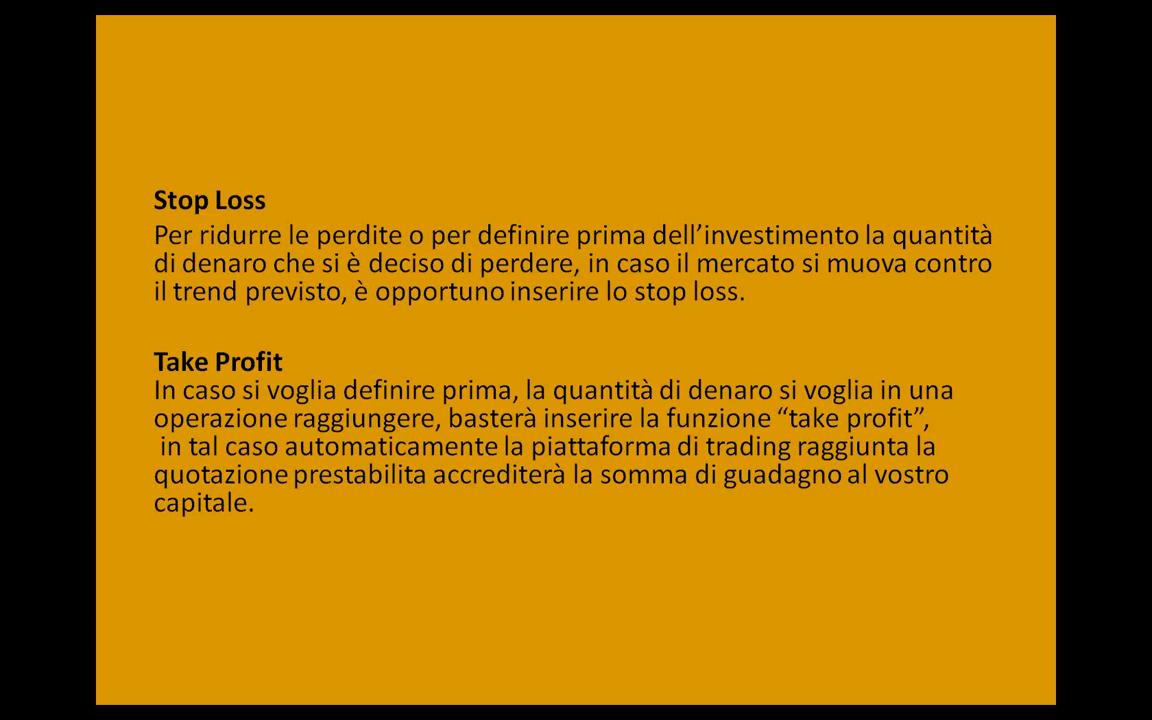 Stop Loss
Per ridurre le perdite o per definire prima dell’investimento la quantità
di denaro che si è deciso di perdere, in caso il mercato si muova contro
il trend previsto, è opportuno inserire lo stop loss.
Take Profit
In caso si voglia definire prima, la quantità di denaro si voglia in una
operazione raggiungere, basterà inserire la funzione “take profit”,
in tal caso automaticamente la piattaforma di trading raggiunta la
quotazione prestabilita accrediterà la somma di guadagno al vostro
capitale.